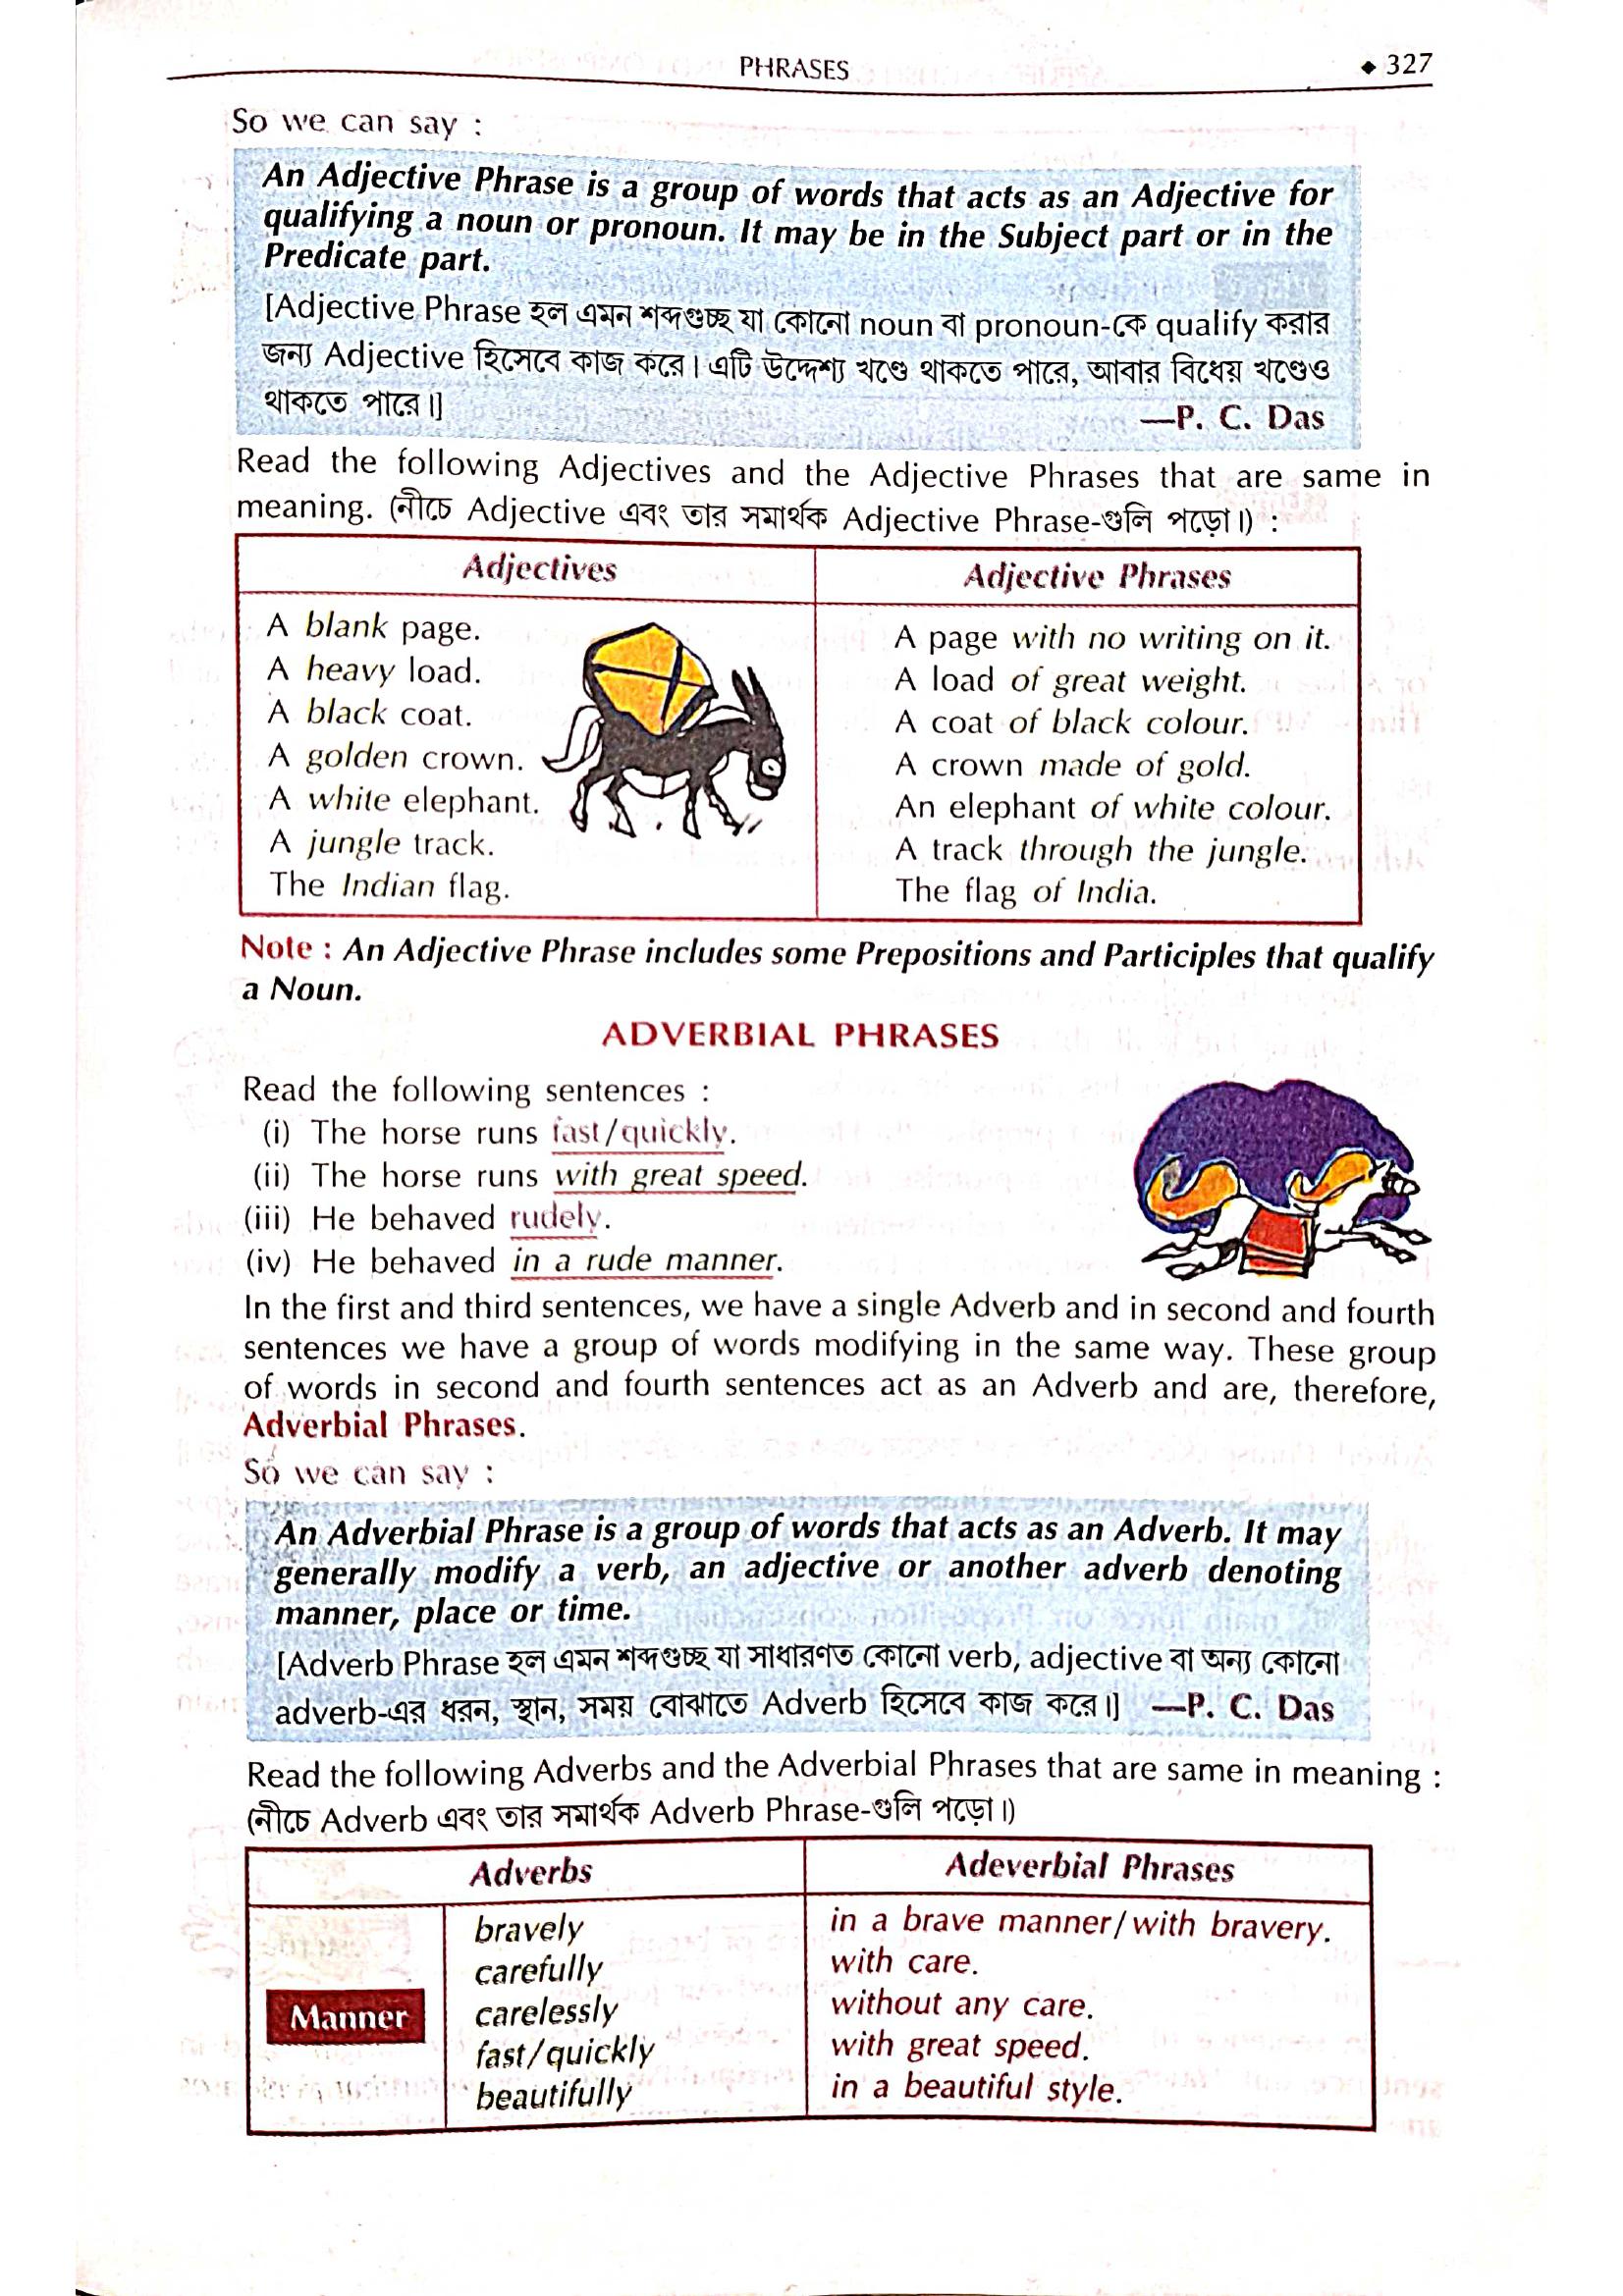 PHRASES ◆ 327
So we can say :
An Adjective Phrase is a group of words that acts as an Adjective for
qualifying a noun or pronoun. It may be in the Subject part or in the
Predicate part.
[Adjective Phrase হল এমন শব্দগুচ্ছ যা কোনো noun বা pronoun-কে qualify করার
জন্য Adjective হিসেবে কাজ করে। এটি উদ্দেশ্য খণ্ডে থাকতে পারে, আবার বিধেয় খণ্ডেও
থাকতে পারে।]
—P. C. Das
Read the following Adjectives and the Adjective Phrases that are same in
meaning. (নীচে Adjective এবং তার সমার্থক Adjective Phrase-গুলি পড়ো।) :
Adjectives Adjective Phrases
A blank page. A page with no writing on it.
A heavy load. A load of great weight.
A black coat. A coat of black colour.
A golden crown. A crown made of gold.
A white elephant. An elephant of white colour.
A jungle track. A track through the jungle.
The Indian flag. The flag of India.
Note : An Adjective Phrase includes some Prepositions and Participles that qualify
a Noun.
ADVERBIAL PHRASES
Read the following sentences :
(i) The horse runs fast/quickly.
(ii) The horse runs with great speed.
(iii) He behaved rudely.
(iv) He behaved in a rude manner.
In the first and third sentences, we have a single Adverb and in second and fourth
sentences we have a group of words modifying in the same way. These group
of words in second and fourth sentences act as an Adverb and are, therefore,
Adverbial Phrases.
So we can say :
An Adverbial Phrase is a group of words that acts as an Adverb. It may
generally modify a verb, an adjective or another adverb denoting
manner, place or time.
[Adverb Phrase হল এমন শব্দগুচ্ছ যা সাধারণত কোনো verb, adjective বা অন্য কোনো
adverb-এর ধরন, স্থান, সময় বোঝাতে Adverb হিসেবে কাজ করে।] —P. C. Das
Read the following Adverbs and the Adverbial Phrases that are same in meaning :
(নীচে Adverb এবং তার সমার্থক Adverb Phrase-গুলি পড়ো।)
Adverbs Adeverbial Phrases
bravely in a brave manner/with bravery.
carefully with care.
Manner carelessly without any care.
fast/quickly with great speed.
beautifully in a beautiful style.